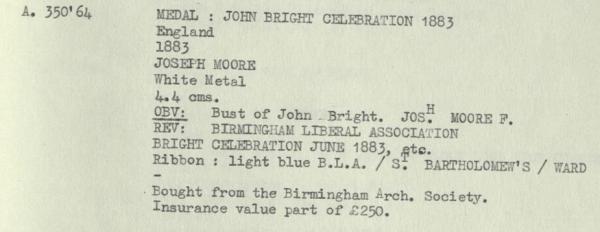 A. 350'64 MEDAL : JOHN BRIGHT CELEBRATION 1883
England
1883
JOSEPH MOORE
White Metal
4.4 cms.
OBV: Bust of John Bright. JOS.H MOORE F.
REV: BIRMINGHAM LIBERAL ASSOCIATION
BRIGHT CELEBRATION JUNE 1883, etc.
Ribbon : light blue B.L.A. / S.T BARTHOLOMEW'S / WARD
-
Bought from the Birmingham Arch. Society.
Insurance value part of £250.